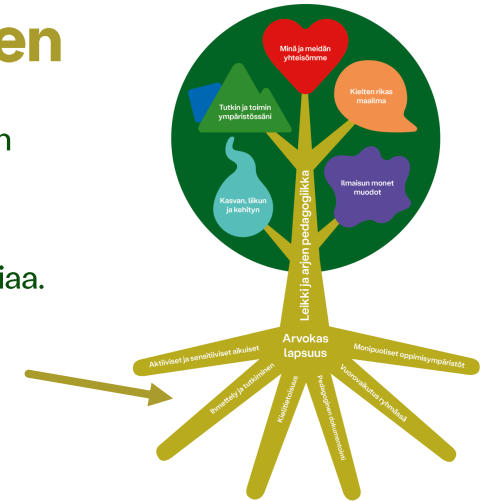 en
n
iaa.
Minä ja meidän
yhteisömme
Tutkin ja toimin
ympäristössäni
Kielten rikas
maailma
Kasvan, liikun
ja kehityn
Ilmaisun monet
muodot
Leikki ja arjen pedagogiikka
Arvokas
lapsuus
Aktiiviset ja sensitiiviset aikuiset
Ihmettely ja tutkiminen
Kielitietoisuus
Pedagoginen dokumentointi
Vuorovaikutus ryhmässä
Monipuoliset oppimisympäristöt